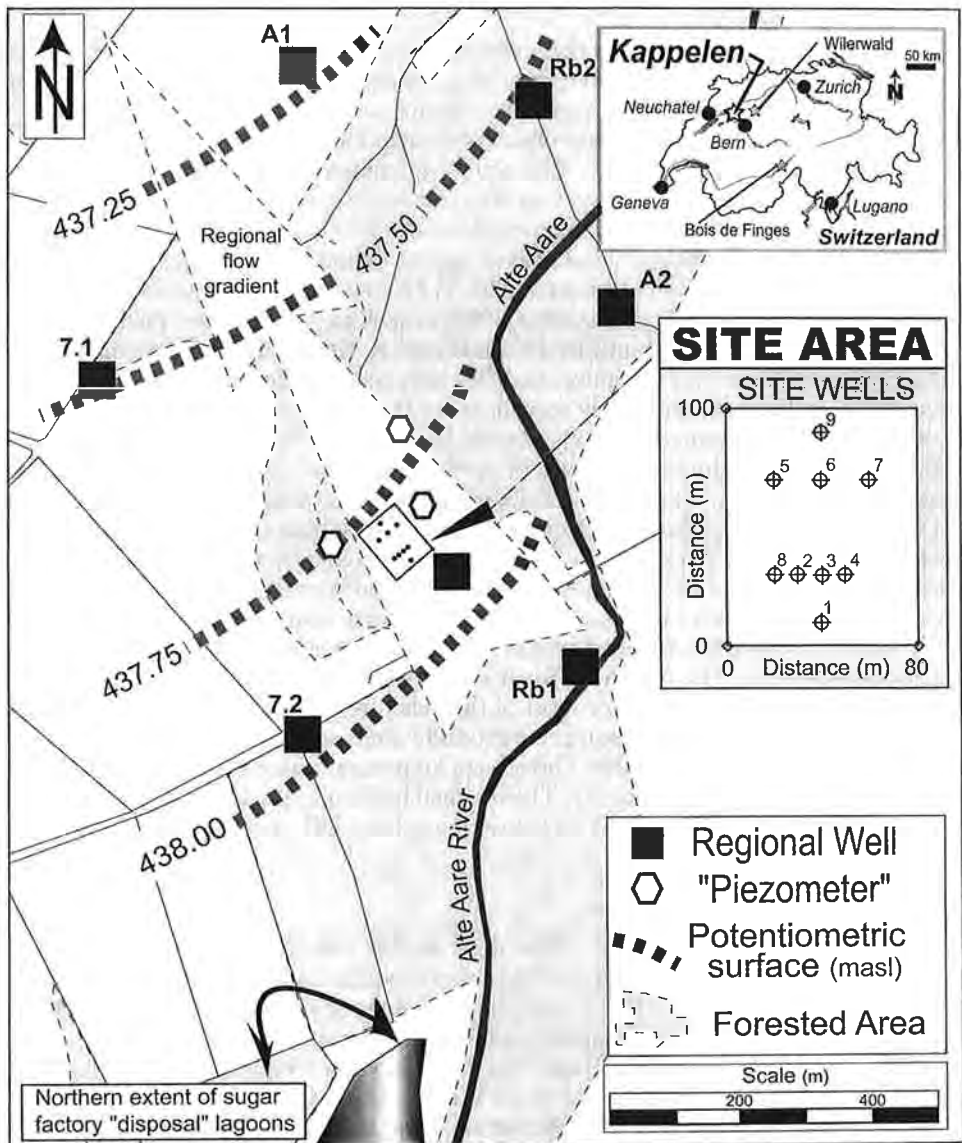 N
A1
Rb2
Kappelen
Wilerwald
50 km
N
Neuchatel
Zurich
Bern
Geneva
Lugano
Bois de Finges
Switzerland
437.25
Regional
flow
gradient
437.50
Alte Aare
A2
7.1
SITE AREA
SITE WELLS
100
9
5
6
7
Distance (m)
8
2
3
4
1
0
0
Distance (m)
80
437.75
Rb1
7.2
438.00
Alte Aare River
Regional Well
"Piezometer"
Potentiometric
surface (masl)
Forested Area
Scale (m)
200
400
Northern extent of sugar
factory "disposal" lagoons